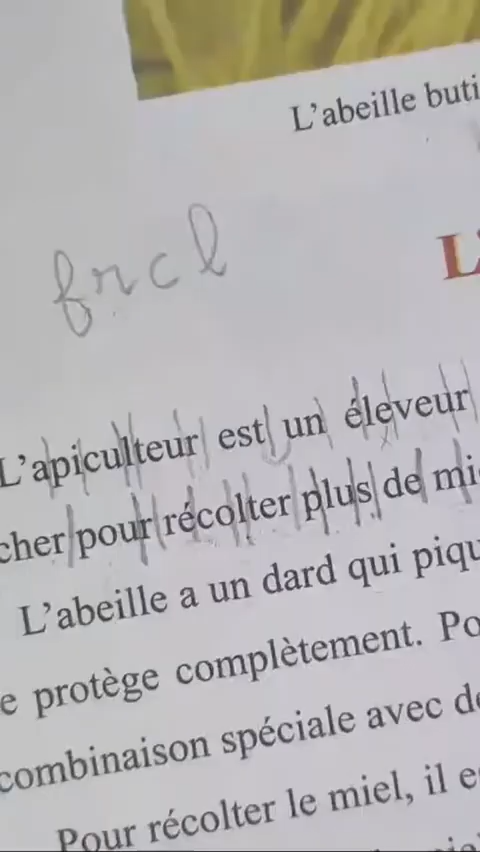 L'abeille buti
frcl
L'
L'apiculteur est un éleveur
cher pour récolter plus de mi
L'abeille a un dard qui piqu
e protège complètement. Po
combinaison spéciale avec de
Pour récolter le miel, il e